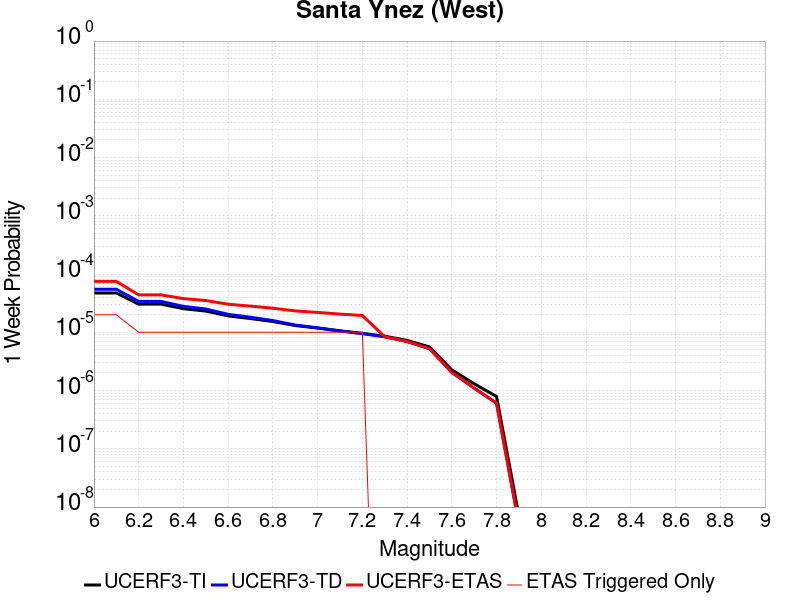 Santa Ynez (West)
10^0
10^-1
10^-2
10^-3
10^-4
10^-5
10^-6
10^-7
10^-8
1 Week Probability
6 6.2 6.4 6.6 6.8 7 7.2 7.4 7.6 7.8 8 8.2 8.4 8.6 8.8 9
Magnitude
UCERF3-TI UCERF3-TD UCERF3-ETAS ETAS Triggered Only